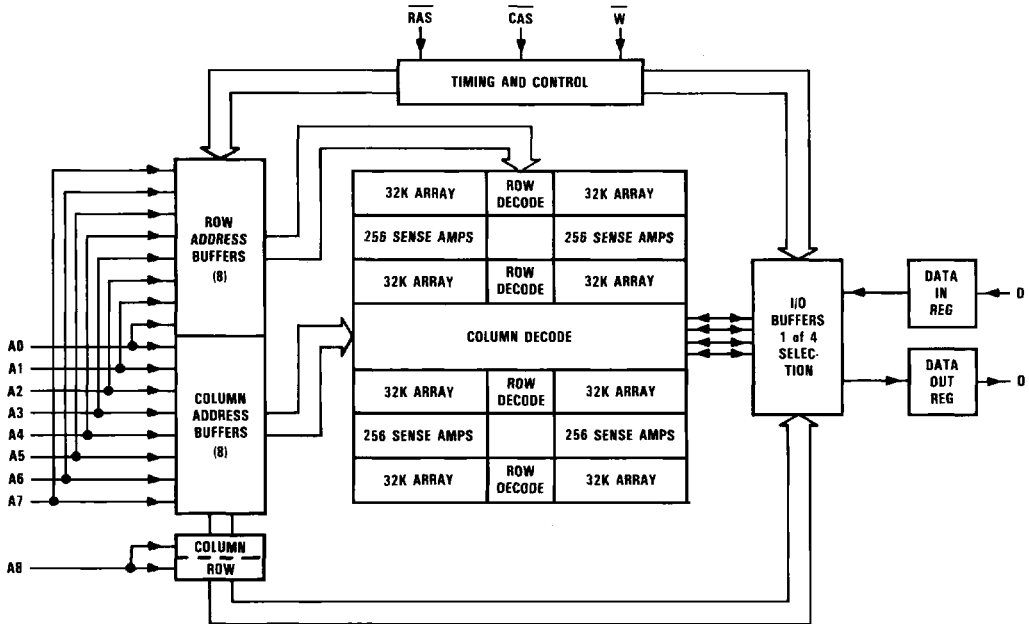 RAS CAS W
TIMING AND CONTROL
ROW
ADDRESS
BUFFERS
(8)
32K ARRAY ROW DECODE 32K ARRAY
256 SENSE AMPS 256 SENSE AMPS
32K ARRAY ROW DECODE 32K ARRAY
COLUMN DECODE
32K ARRAY ROW DECODE 32K ARRAY
256 SENSE AMPS 256 SENSE AMPS
32K ARRAY ROW DECODE 32K ARRAY
I/O
BUFFERS
1 of 4
SELEC-
TION
DATA
IN
REG
D
DATA
OUT
REG
Q
A0
A1
A2
A3
A4
A5
A6
A7
COLUMN
ADDRESS
BUFFERS
(8)
A8
COLUMN
ROW